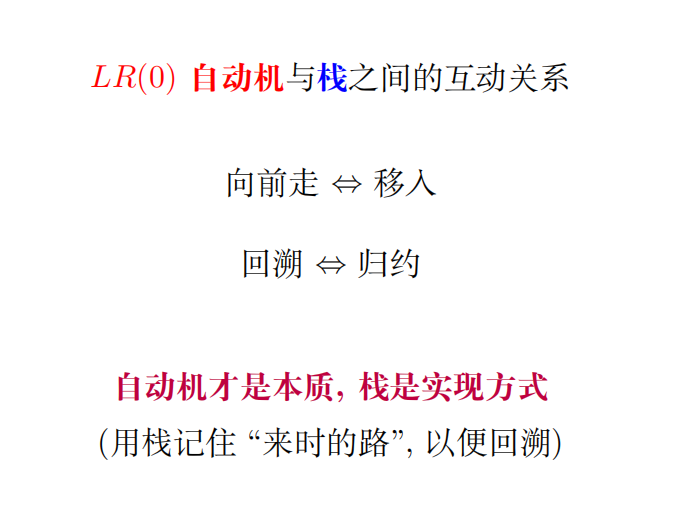 LR(0) 自动机与栈之间的互动关系
向前走 ⇔ 移入
回溯 ⇔ 归约
自动机才是本质, 栈是实现方式
(用栈记住 “来时的路”, 以便回溯)